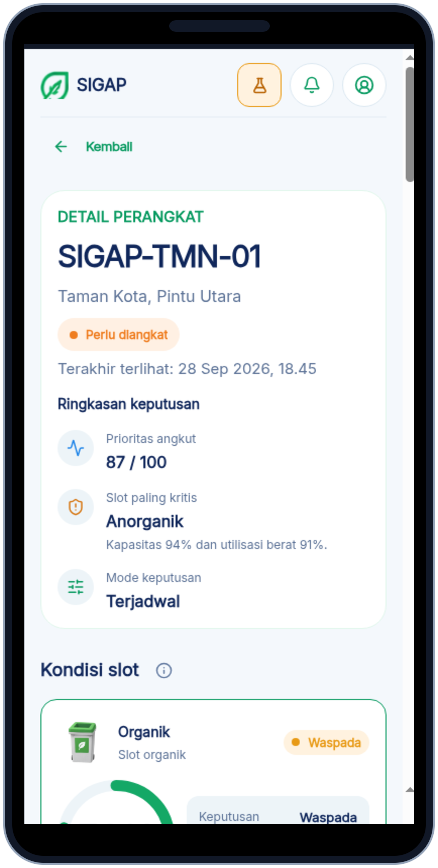 SIGAP
Kembali
DETAIL PERANGKAT
SIGAP-TMN-01
Taman Kota, Pintu Utara
Perlu diangkat
Terakhir terlihat: 28 Sep 2026, 18.45
Ringkasan keputusan
Prioritas angkut
87 / 100
Slot paling kritis
Anorganik
Kapasitas 94% dan utilisasi berat 91%.
Mode keputusan
Terjadwal
Kondisi slot
Organik
Waspada
Slot organik
Keputusan Waspada